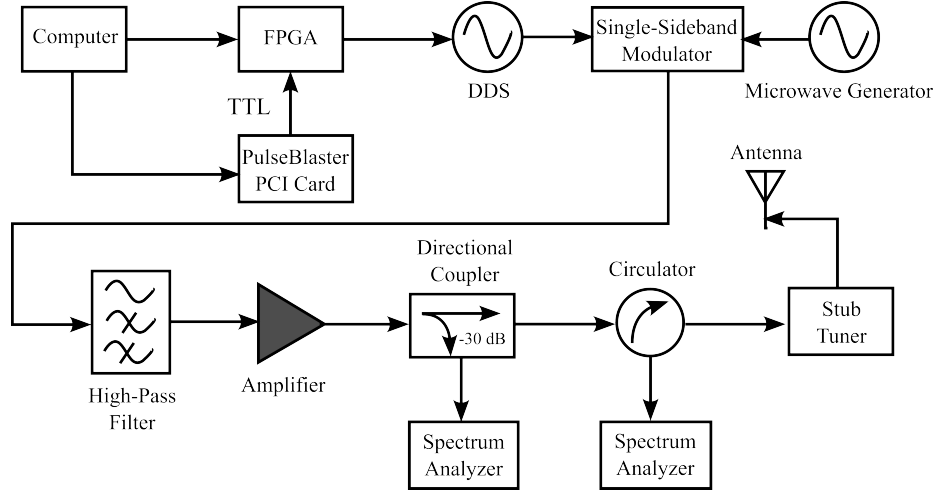 Computer
FPGA
DDS
Single-Sideband
Modulator
Microwave Generator
TTL
PulseBlaster
PCI Card
Antenna
Directional
Coupler
-30 dB
Circulator
Stub
Tuner
High-Pass
Filter
Amplifier
Spectrum
Analyzer
Spectrum
Analyzer